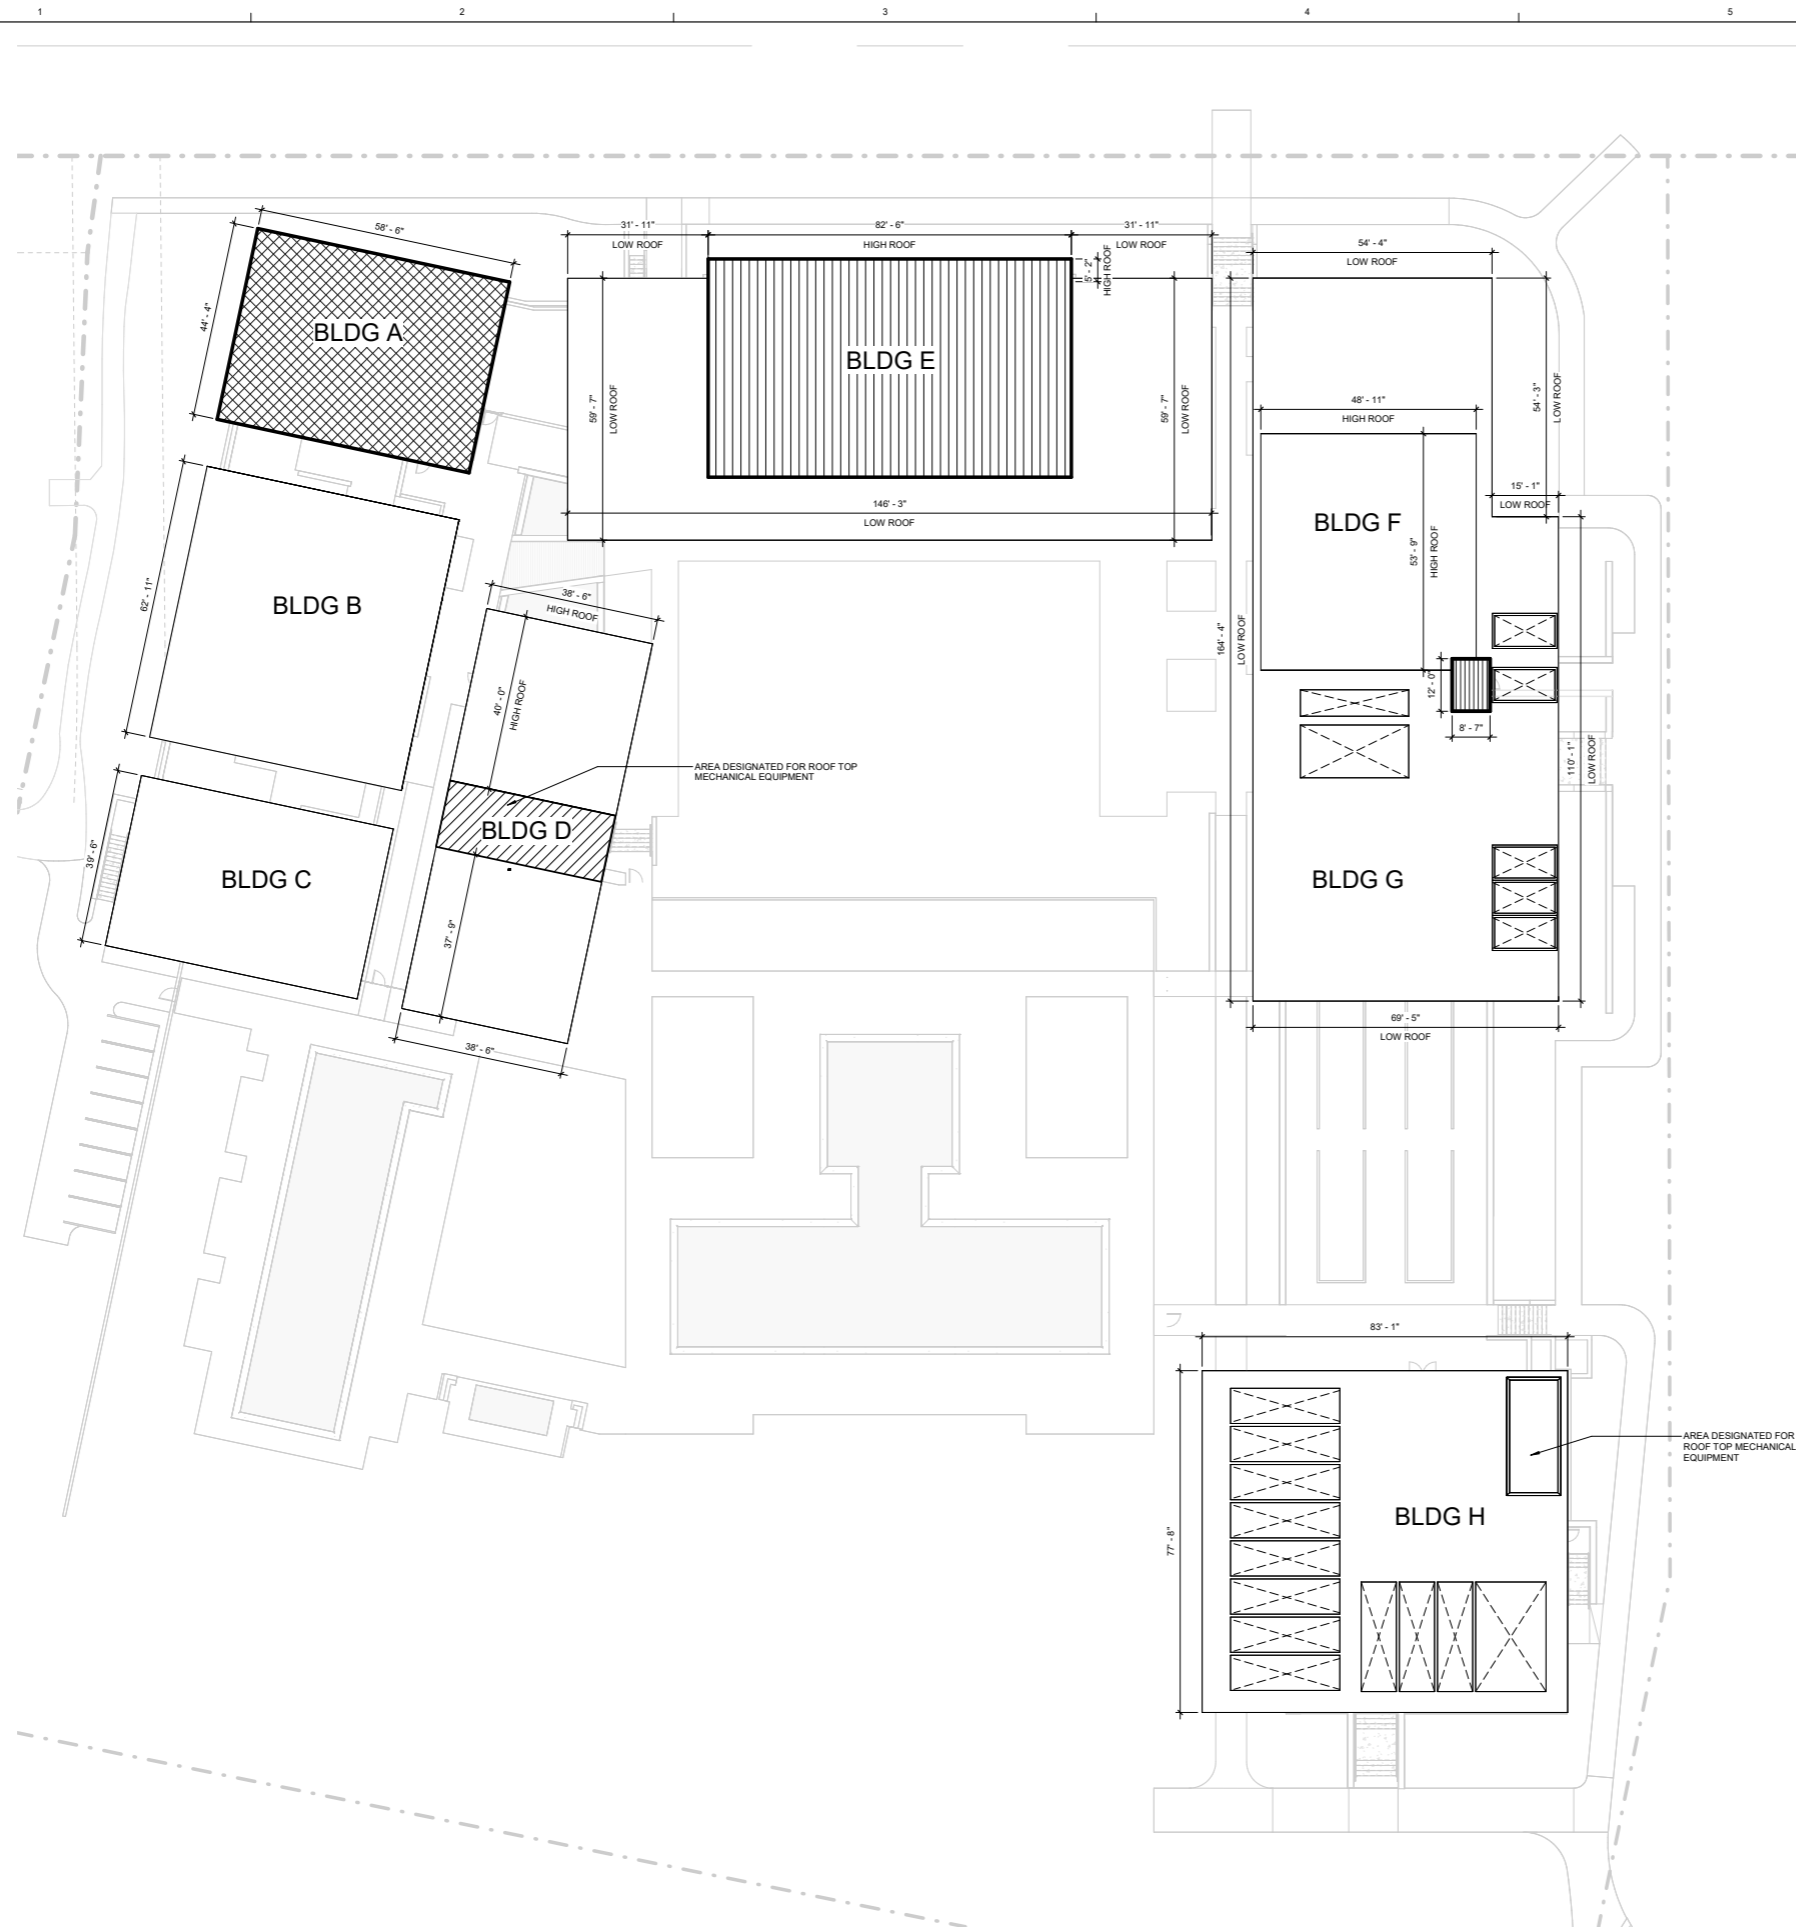 1
2
3
4
5
58' - 6"
44' - 4"
BLDG A
31' - 11"
LOW ROOF
82' - 6"
HIGH ROOF
31' - 11"
LOW ROOF
5' - 2"
HIGH ROOF
BLDG E
59' - 7"
LOW ROOF
59' - 7"
LOW ROOF
146' - 3"
LOW ROOF
54' - 4"
LOW ROOF
54' - 3"
LOW ROOF
48' - 11"
HIGH ROOF
15' - 1"
LOW ROOF
BLDG F
53' - 9"
HIGH ROOF
62' - 11"
BLDG B
38' - 6"
HIGH ROOF
40' - 0"
HIGH ROOF
164' - 4"
LOW ROOF
12' - 0"
8' - 7"
110' - 1"
LOW ROOF
AREA DESIGNATED FOR ROOF TOP
MECHANICAL EQUIPMENT
BLDG D
39' - 6"
BLDG C
37' - 9"
38' - 6"
BLDG G
69' - 5"
LOW ROOF
83' - 1"
77' - 8"
BLDG H
AREA DESIGNATED FOR
ROOF TOP MECHANICAL
EQUIPMENT